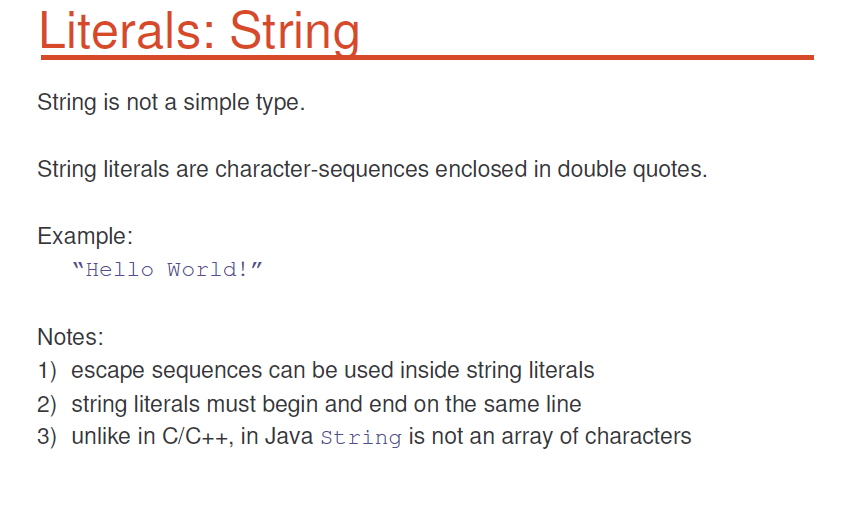 Literals: String
String is not a simple type.
String literals are character-sequences enclosed in double quotes.
Example:
“Hello World!”
Notes:
1) escape sequences can be used inside string literals
2) string literals must begin and end on the same line
3) unlike in C/C++, in Java String is not an array of characters